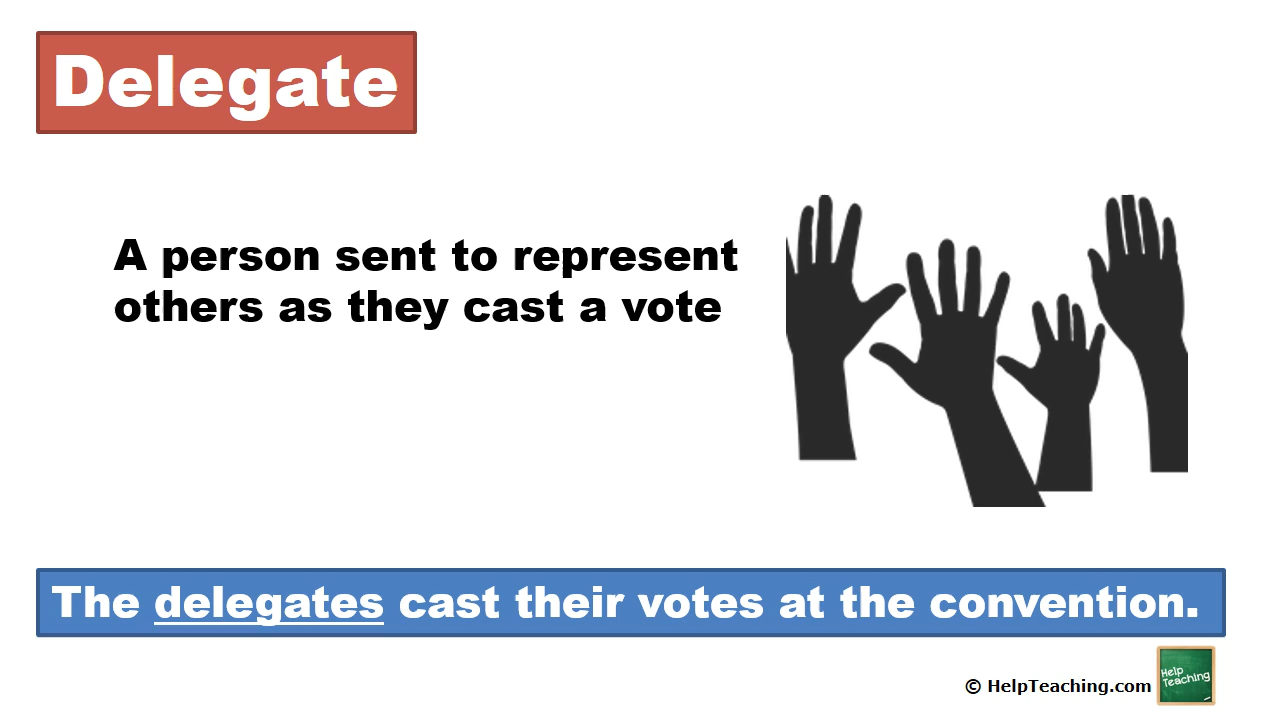 Delegate
A person sent to represent
others as they cast a vote
The delegates cast their votes at the convention.
© HelpTeaching.com
Help
Teaching